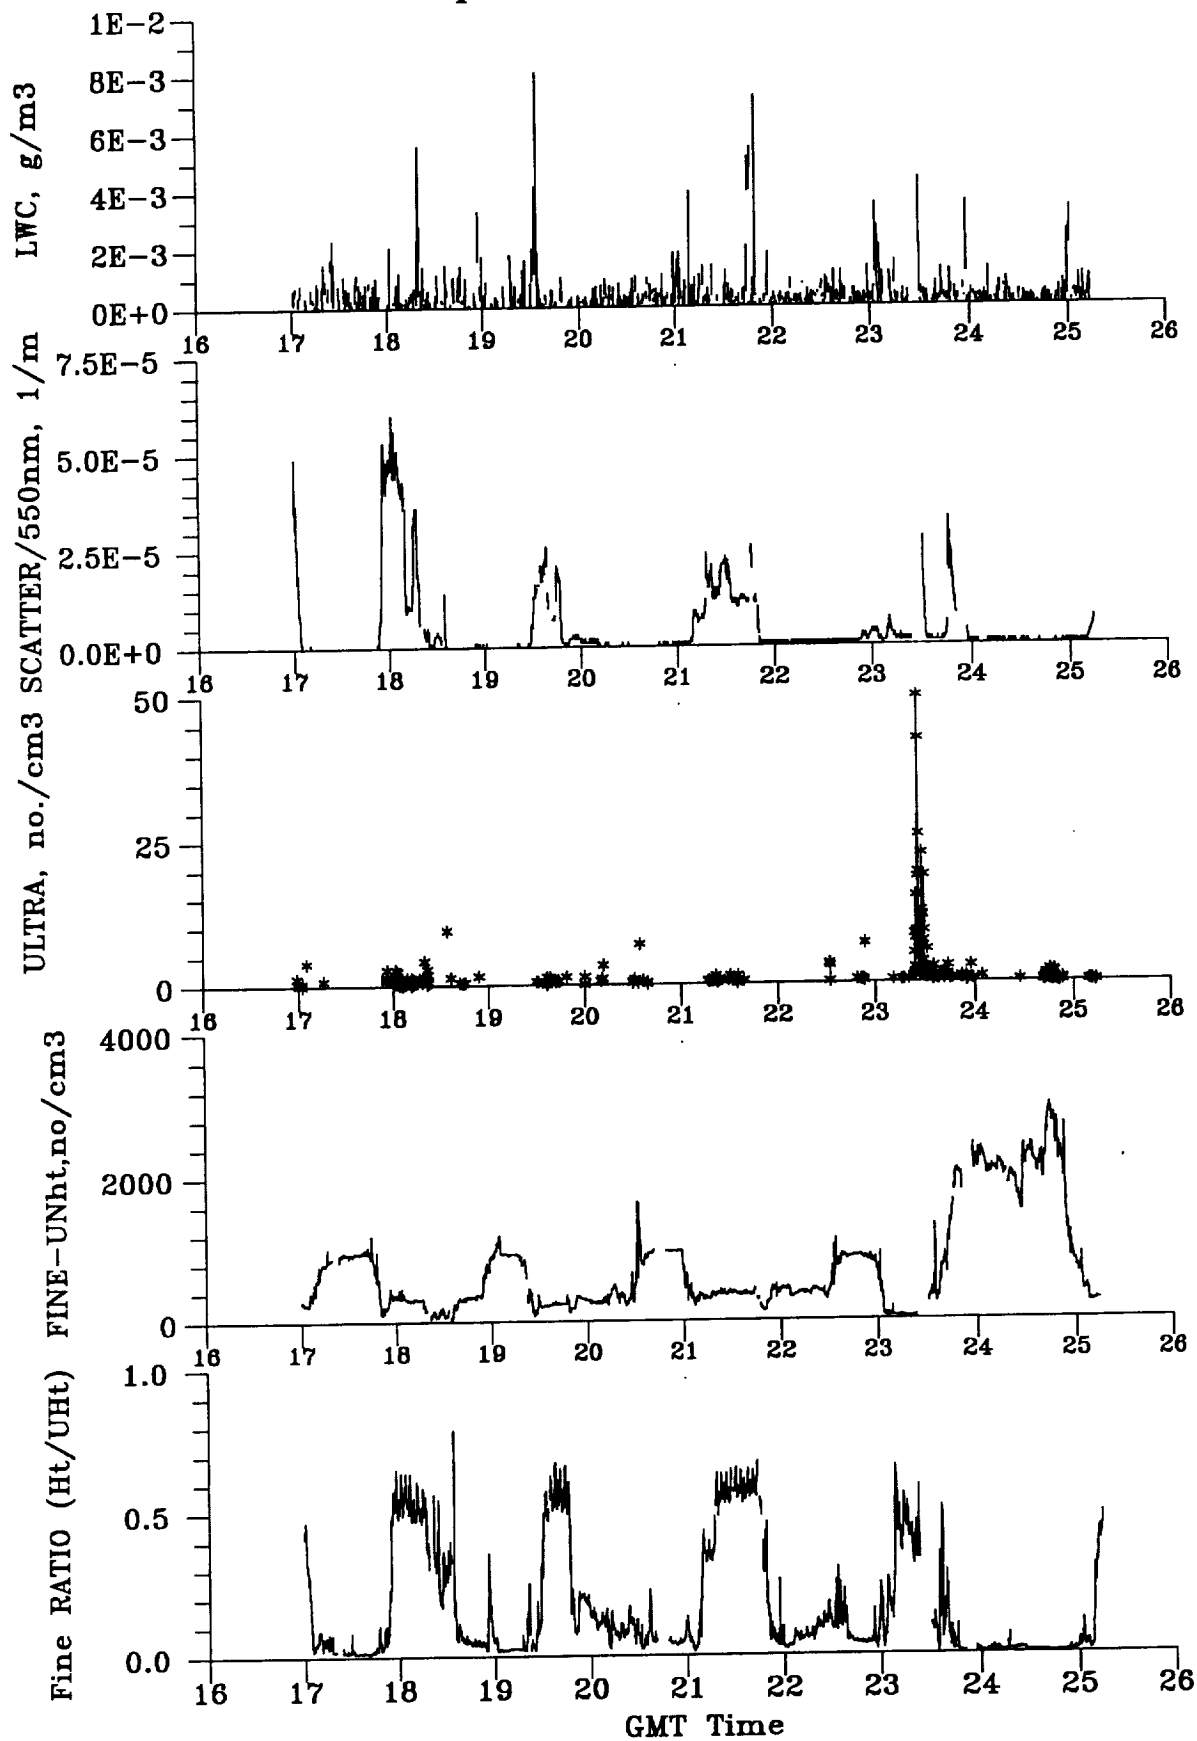 1E-2
8E-3
6E-3
4E-3
2E-3
0E+0
LWC, g/m3
16 17 18 19 20 21 22 23 24 25 26
7.5E-5
5.0E-5
2.5E-5
0.0E+0
SCATTER/550nm, 1/m
16 17 18 19 20 21 22 23 24 25 26
50
25
0
ULTRA, no./cm3
16 17 18 19 20 21 22 23 24 25 26
4000
2000
0
FINE-UNht,no/cm3
16 17 18 19 20 21 22 23 24 25 26
1.0
0.5
0.0
Fine RATIO (Ht/UHt)
16 17 18 19 20 21 22 23 24 25 26
GMT Time